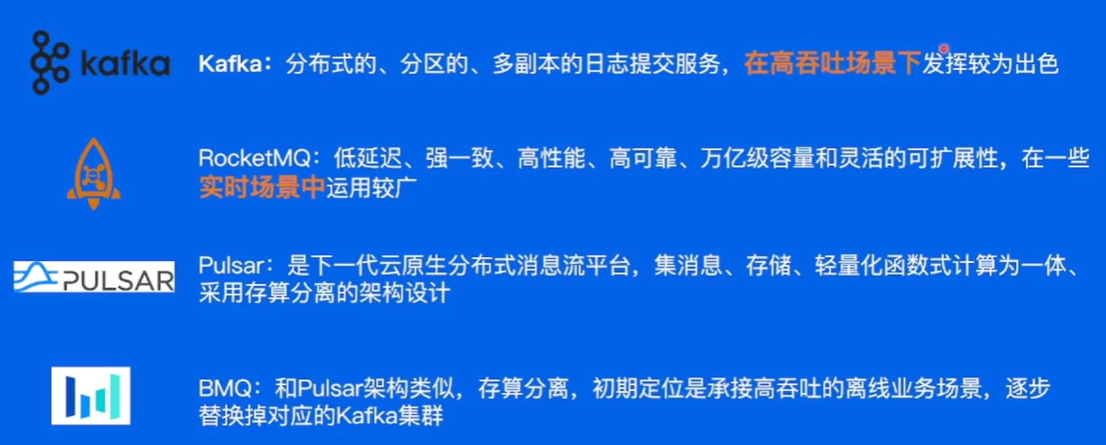 kafka
Kafka：分布式的、分区的、多副本的日志提交服务，在高吞吐场景下发挥较为出色
RocketMQ：低延迟、强一致、高性能、高可靠、万亿级容量和灵活的可扩展性，在一些
实时场景中运用较广
PULSAR
Pulsar：是下一代云原生分布式消息流平台，集消息、存储、轻量化函数式计算为一体、
采用存算分离的架构设计
BMQ：和Pulsar架构类似，存算分离，初期定位是承接高吞吐的离线业务场景，逐步
替换掉对应的Kafka集群